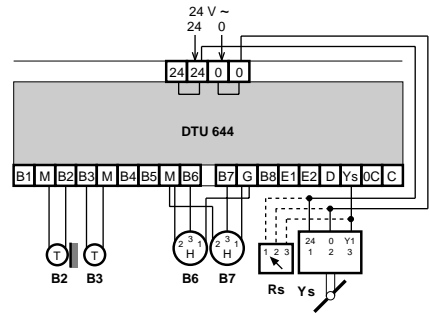 24 V ~
24 0
24 24 0 0
DTU 644
B1 M B2 B3 M B4 B5 M B6 B7 G B8 E1 E2 D Ys 0C C
T T
2 3 1 H
2 3 1 H
1 2 3
24 0 Y1
1 2 3
B2 B3 B6 B7 Rs Ys